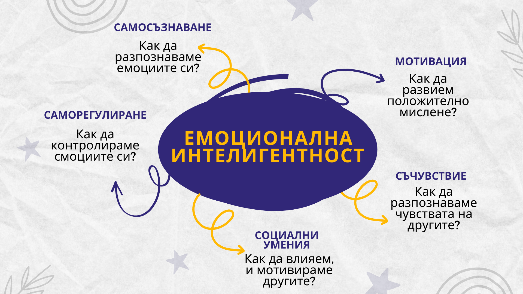 САМОСЪЗНАВАНЕ
Как да
разпознаваме
емоциите си?
МОТИВАЦИЯ
Как да
развием
положително
мислене?
САМОРЕГУЛИРАНЕ
Как да
контролираме
смоциите си?
ЕМОЦИОНАЛНА
ИНТЕЛИГЕНТНОСТ
СЪЧУВСТВИЕ
Как да
разпознаваме
чувствата на
другите?
СОЦИАЛНИ
УМЕНИЯ
Как да влияем,
и мотивираме
другите?